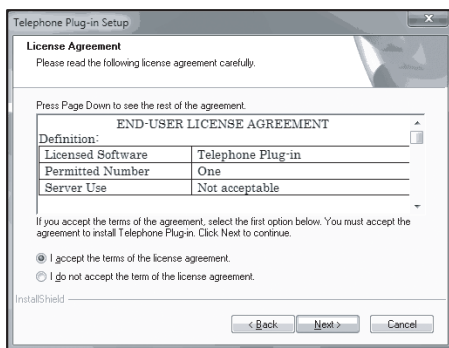 Telephone Plug-in Setup
License Agreement
Please read the following license agreement carefully.
Press Page Down to see the rest of the agreement.
END-USER LICENSE AGREEMENT
Definition:
Licensed Software Telephone Plug-in
Permitted Number One
Server Use Not acceptable
If you accept the terms of the agreement, select the first option below. You must accept the
agreement to install Telephone Plug-in. Click Next to continue.
I accept the terms of the license agreement.
I do not accept the term of the license agreement.
InstallShield
< Back Next > Cancel